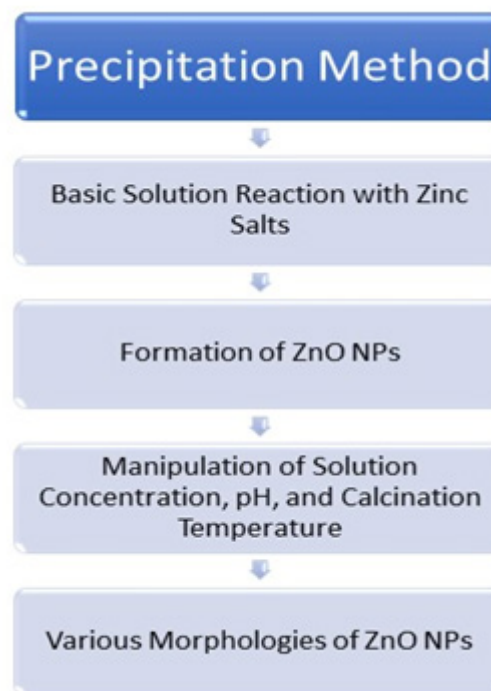 Precipitation Method
Basic Solution Reaction with Zinc
Salts
Formation of ZnO NPs
Manipulation of Solution
Concentration, pH, and Calcination
Temperature
Various Morphologies of ZnO NPs